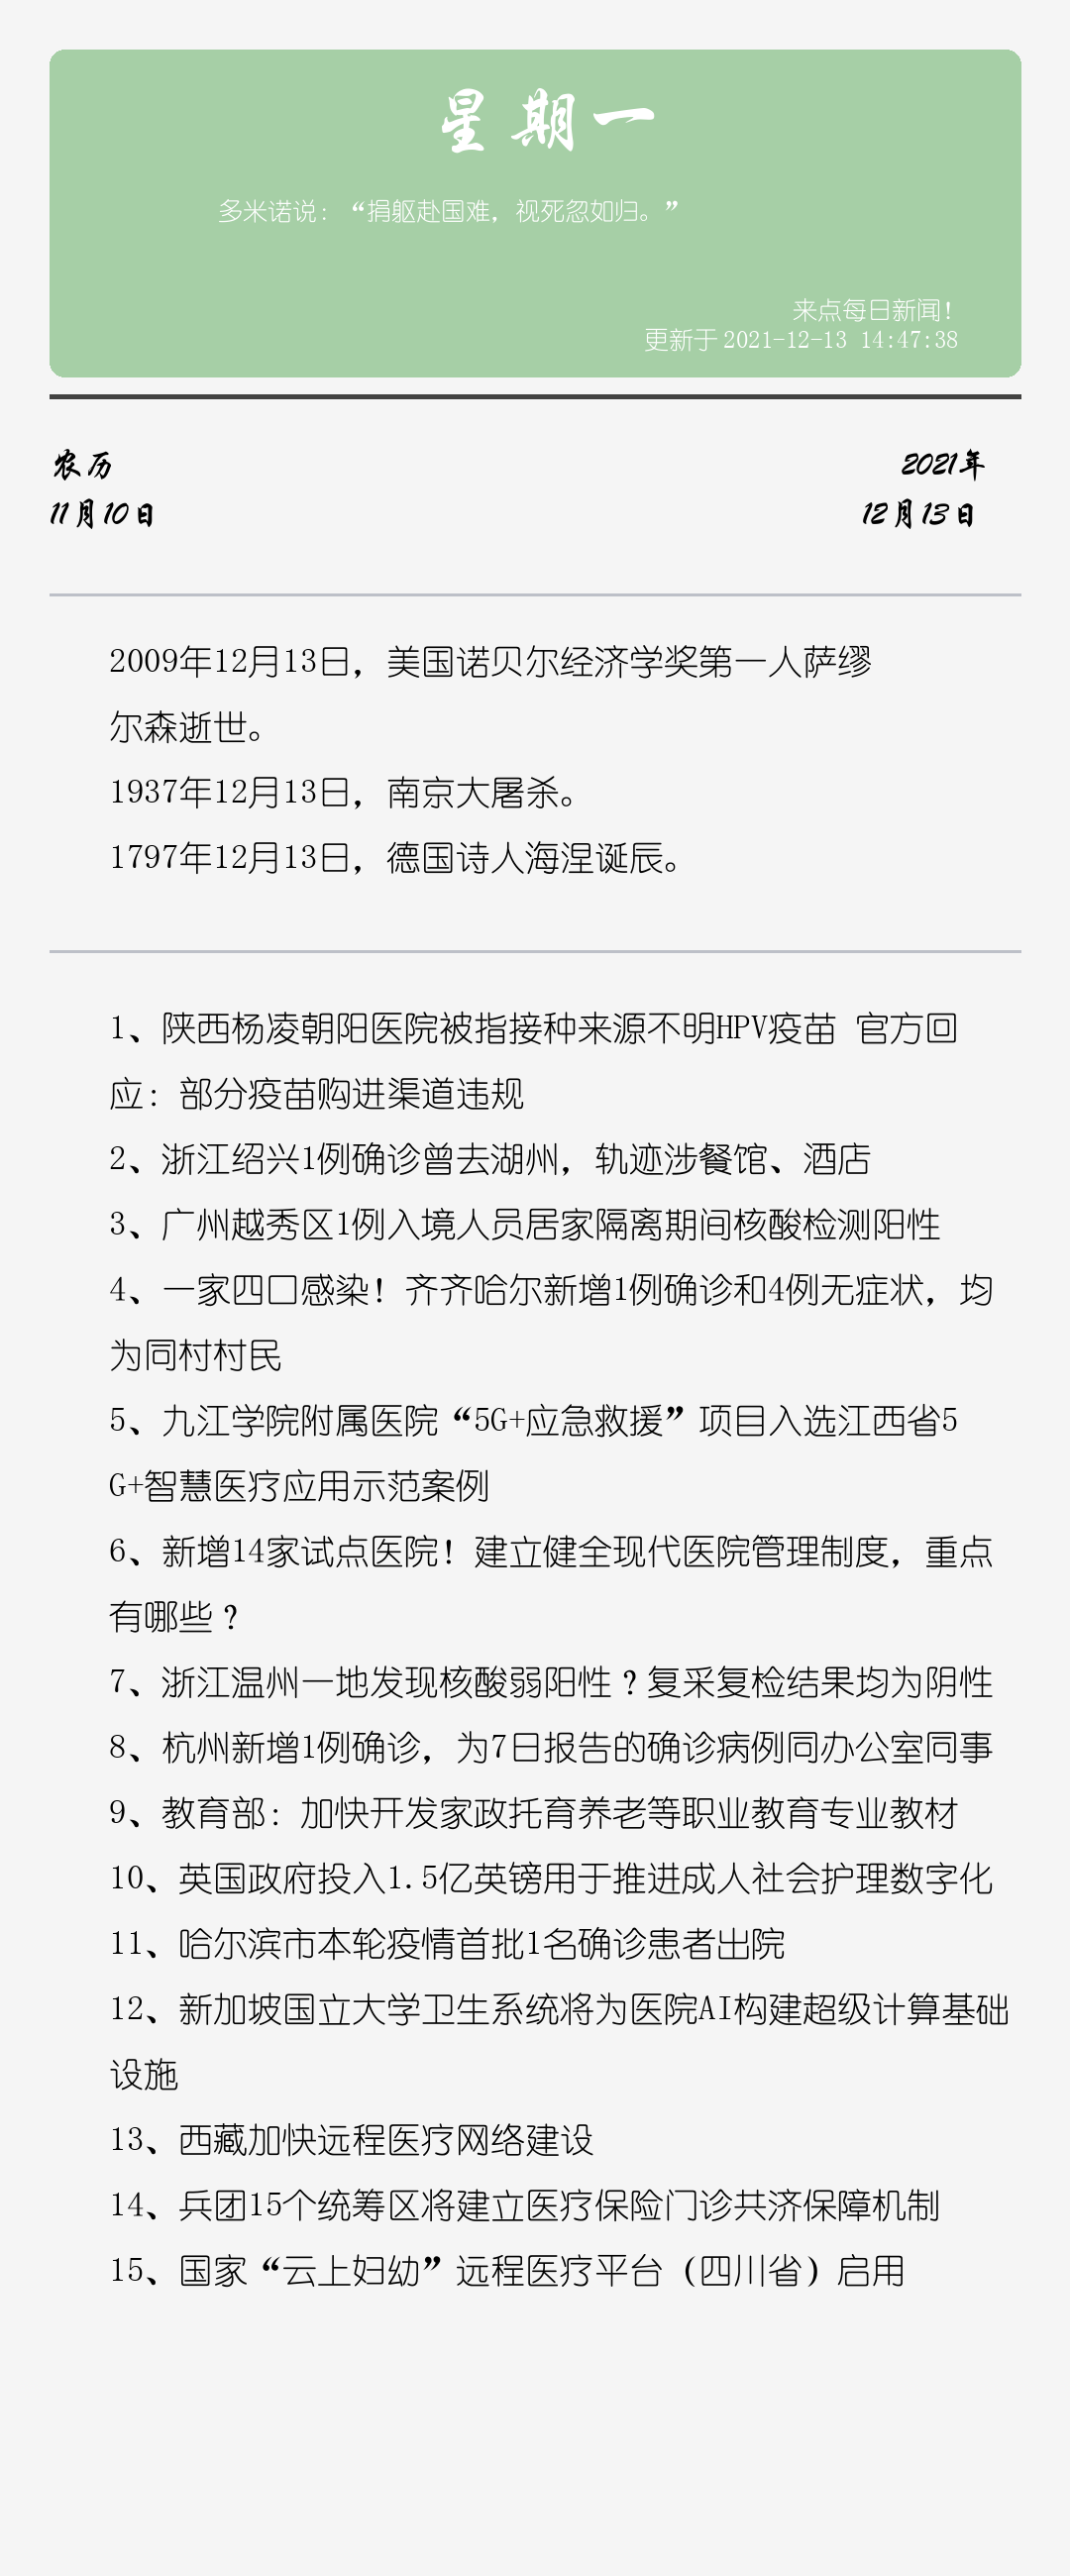 星期一
多米诺说：“捐躯赴国难，视死忽如归。”
来点每日新闻！
更新于 2021-12-13 14:47:38
农历
2021年
11月10日
12月13日
2009年12月13日，美国诺贝尔经济学奖第一人萨缪
尔森逝世。
1937年12月13日，南京大屠杀。
1797年12月13日，德国诗人海涅诞辰。
1、陕西杨凌朝阳医院被指接种来源不明HPV疫苗 官方回
应：部分疫苗购进渠道违规
2、浙江绍兴1例确诊曾去湖州，轨迹涉餐馆、酒店
3、广州越秀区1例入境人员居家隔离期间核酸检测阳性
4、一家四口感染！齐齐哈尔新增1例确诊和4例无症状，均
为同村村民
5、九江学院附属医院“5G+应急救援”项目入选江西省5
G+智慧医疗应用示范案例
6、新增14家试点医院！建立健全现代医院管理制度，重点
有哪些？
7、浙江温州一地发现核酸弱阳性？复采复检结果均为阴性
8、杭州新增1例确诊，为7日报告的确诊病例同办公室同事
9、教育部：加快开发家政托育养老等职业教育专业教材
10、英国政府投入1.5亿英镑用于推进成人社会护理数字化
11、哈尔滨市本轮疫情首批1名确诊患者出院
12、新加坡国立大学卫生系统将为医院AI构建超级计算基础
设施
13、西藏加快远程医疗网络建设
14、兵团15个统筹区将建立医疗保险门诊共济保障机制
15、国家“云上妇幼”远程医疗平台（四川省）启用